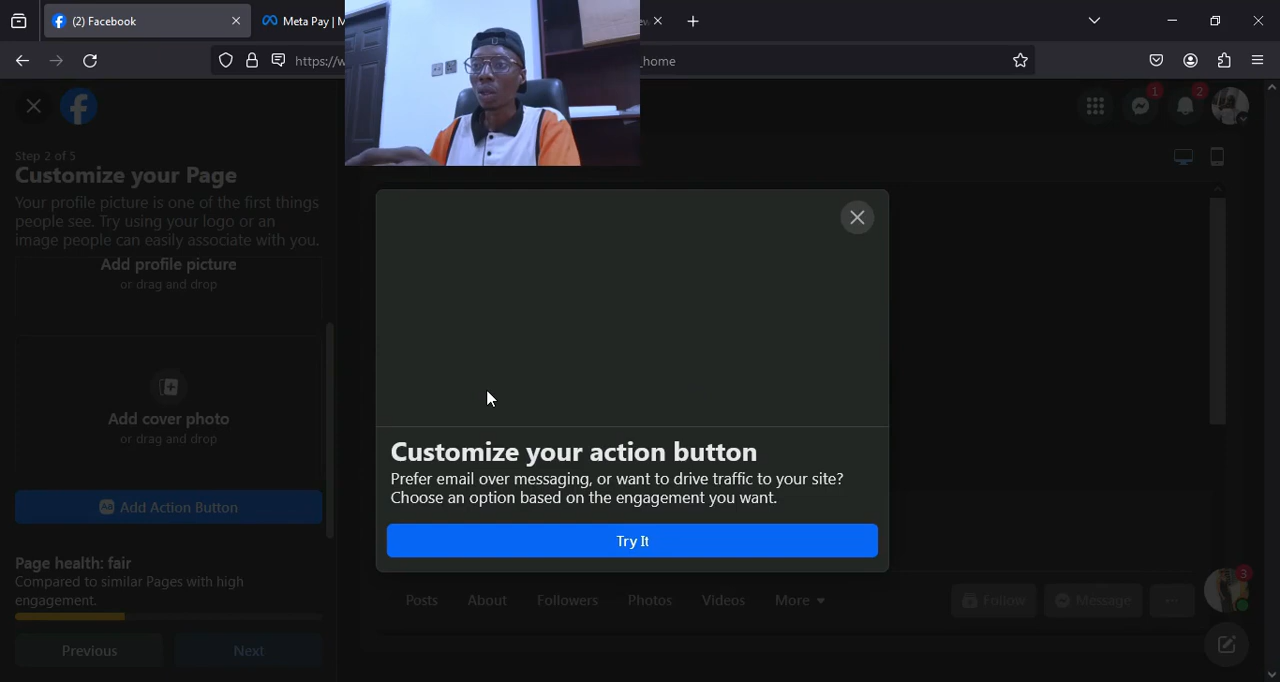 (2) Facebook
Meta Pay | M
https://w
_home
1
2
Step 2 of 5
Customize your Page
Your profile picture is one of the first things
people see. Try using your logo or an
image people can easily associate with you.
Add profile picture
or drag and drop
Add cover photo
or drag and drop
Add Action Button
Page health: fair
Compared to similar Pages with high
engagement.
Previous
Next
Customize your action button
Prefer email over messaging, or want to drive traffic to your site?
Choose an option based on the engagement you want.
Try It
Posts
About
Followers
Photos
Videos
More
Follow
Message
3